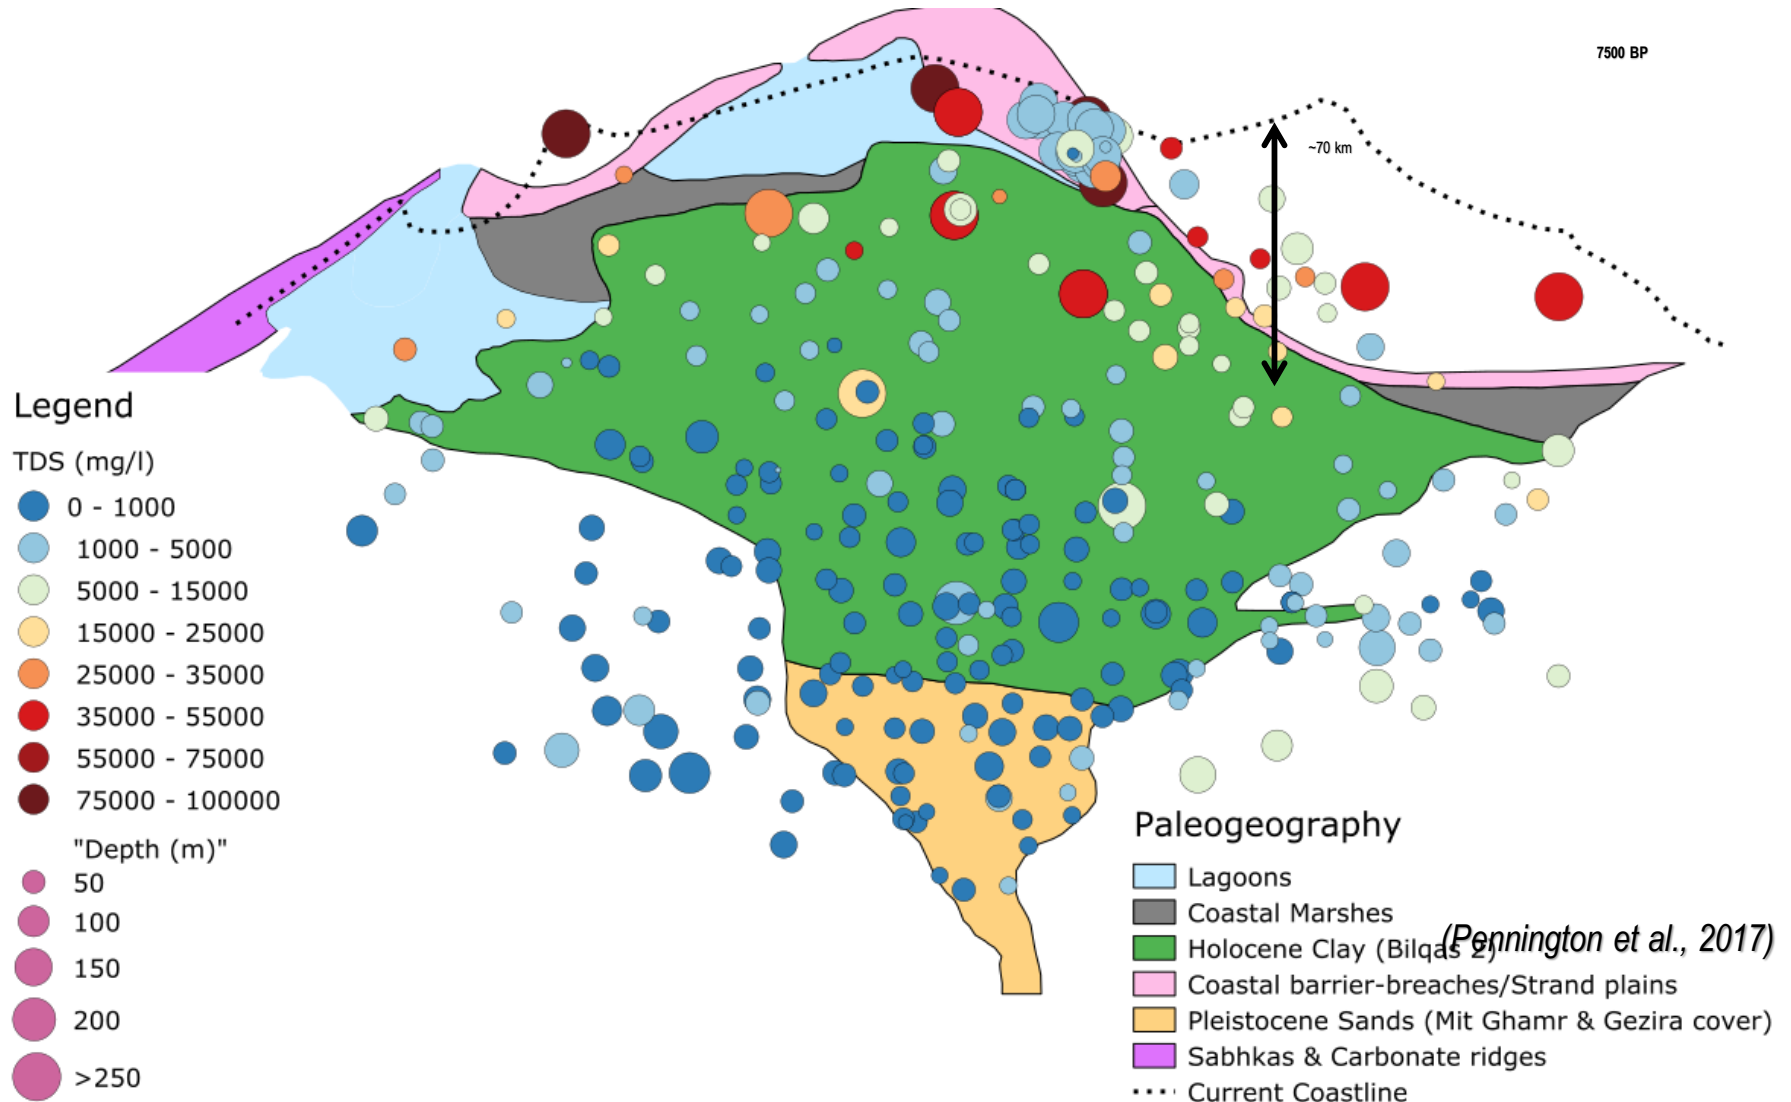 7500 BP
~70 km
Legend
TDS (mg/l)
0 - 1000
1000 - 5000
5000 - 15000
15000 - 25000
25000 - 35000
35000 - 55000
55000 - 75000
75000 - 100000
"Depth (m)"
50
100
150
200
>250
Paleogeography
Lagoons
Coastal Marshes
Holocene Clay (Bilqas 2)
(Pennington et al., 2017)
Coastal barrier-breaches/Strand plains
Pleistocene Sands (Mit Ghamr & Gezira cover)
Sabhkas & Carbonate ridges
Current Coastline